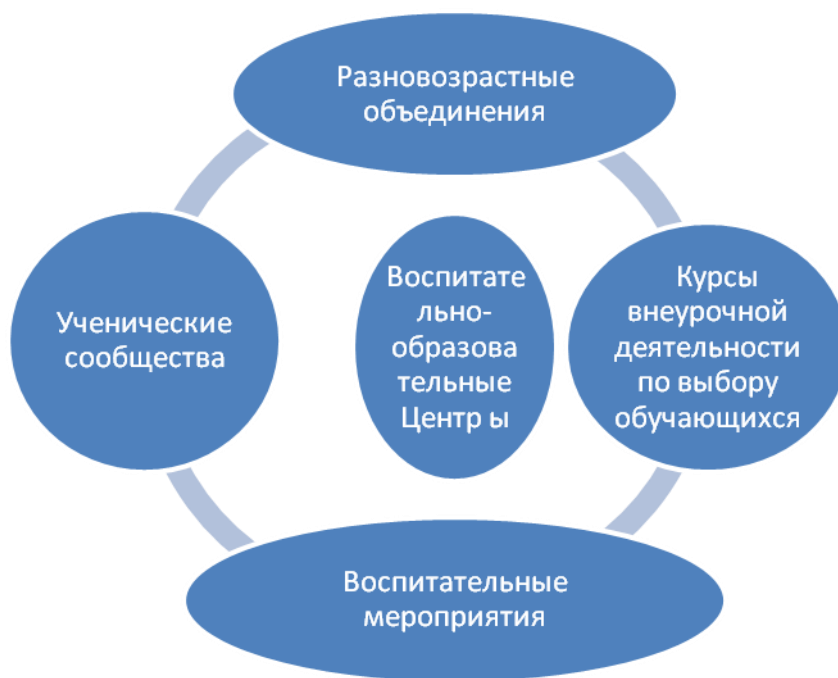 Разновозрастные
объединения
Ученические
сообщества
Воспитате
льно-
образова
тельные
Центр ы
Курсы
внеурочной
деятельности
по выбору
обучающихся
Воспитательные
мероприятия